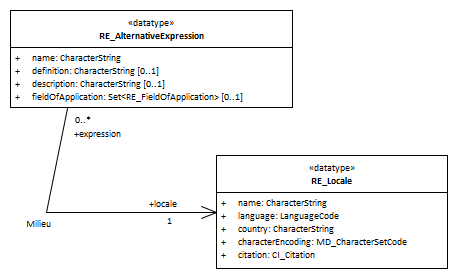 «datatype»
RE_AlternativeExpression
+ name: CharacterString
+ definition: CharacterString [0..1]
+ description: CharacterString [0..1]
+ fieldOfApplication: Set<RE_FieldOfApplication> [0..1]
0..*
+expression
+locale
1
Milieu
«datatype»
RE_Locale
+ name: CharacterString
+ language: LanguageCode
+ country: CharacterString
+ characterEncoding: MD_CharacterSetCode
+ citation: CI_Citation